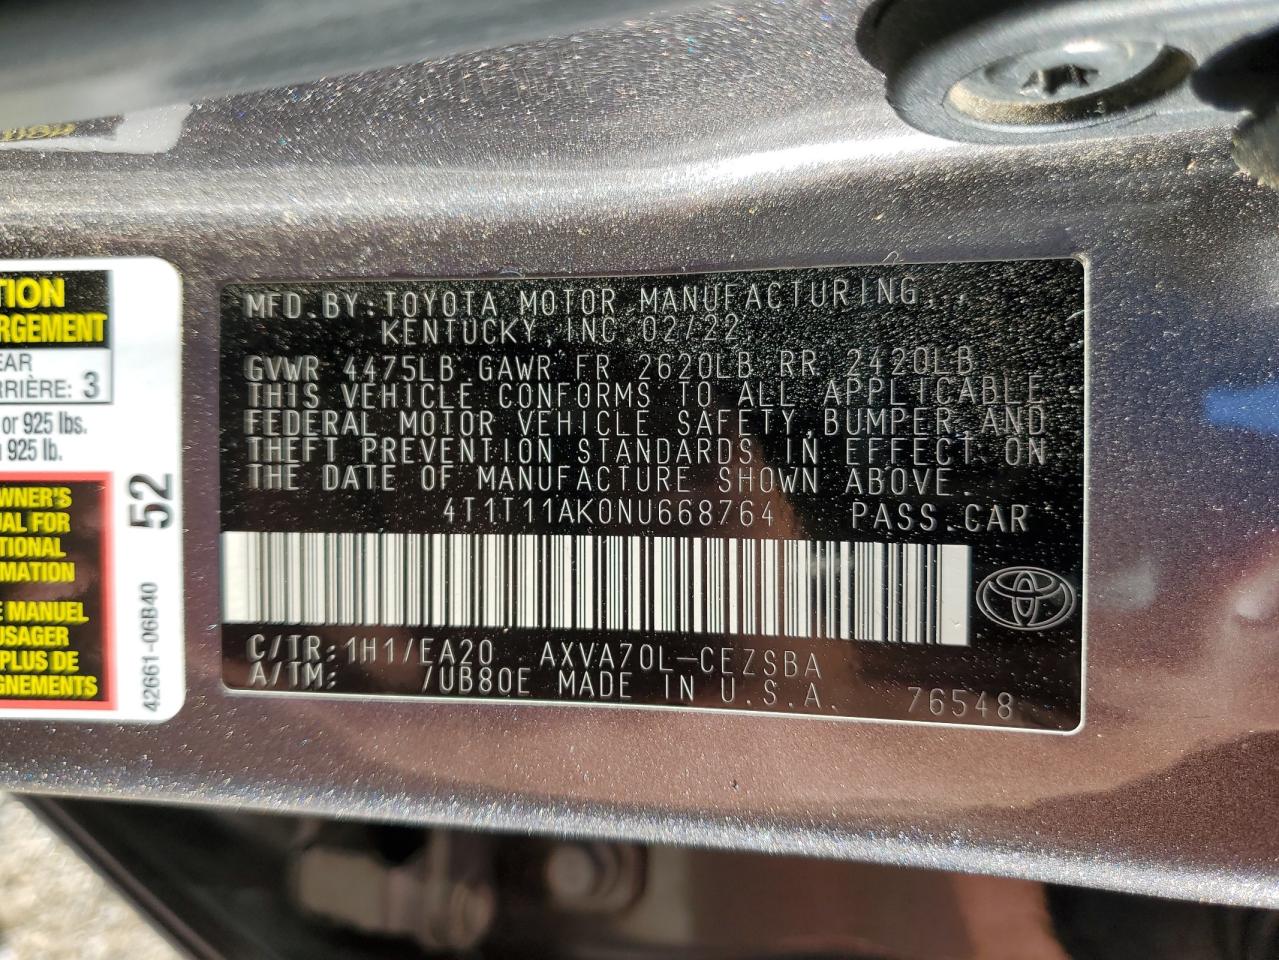 TION
RGEMENT
EAR
RRIÈRE: 3
or 925 lbs.
925 lb.
WNER'S
UAL FOR
TIONAL
MATION
E MANUEL
USAGER
PLUS DE
GNEMENTS
52
42661-06B40
MFD.BY:TOYOTA MOTOR MANUFACTURING,,
KENTUCKY,INC 02/22
GVWR 4475LB GAWR FR 2620LB RR 2420LB
THIS VEHICLE CONFORMS TO ALL APPLICABLE
FEDERAL MOTOR VEHICLE SAFETY,BUMPER,AND
THEFT PREVENTION STANDARDS IN EFFECT ON
THE DATE OF MANUFACTURE SHOWN ABOVE.
4T1T11AK0NU668764 PASS.CAR
C/TR:1H1/EA20 AXVA70L-CEZSBA
A/TM: /UB80E MADE IN U.S.A. 76548